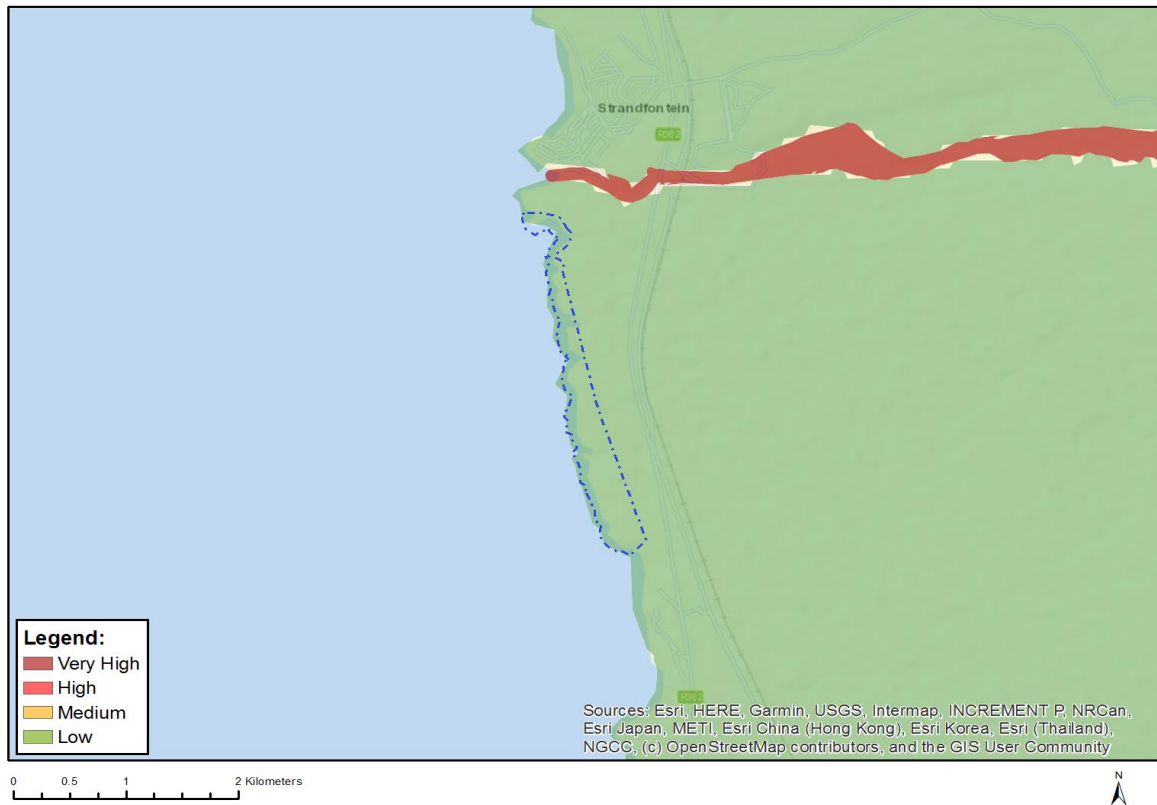 Strandfontein
R362
R362
Legend:
Very High
High
Medium
Low
Sources: Esri, HERE, Garmin, USGS, Intermap, INCREMENT P, NRCan,
Esri Japan, METI, Esri China (Hong Kong), Esri Korea, Esri (Thailand),
NGCC, (c) OpenStreetMap contributors, and the GIS User Community
0 0.5 1 2 Kilometers
N